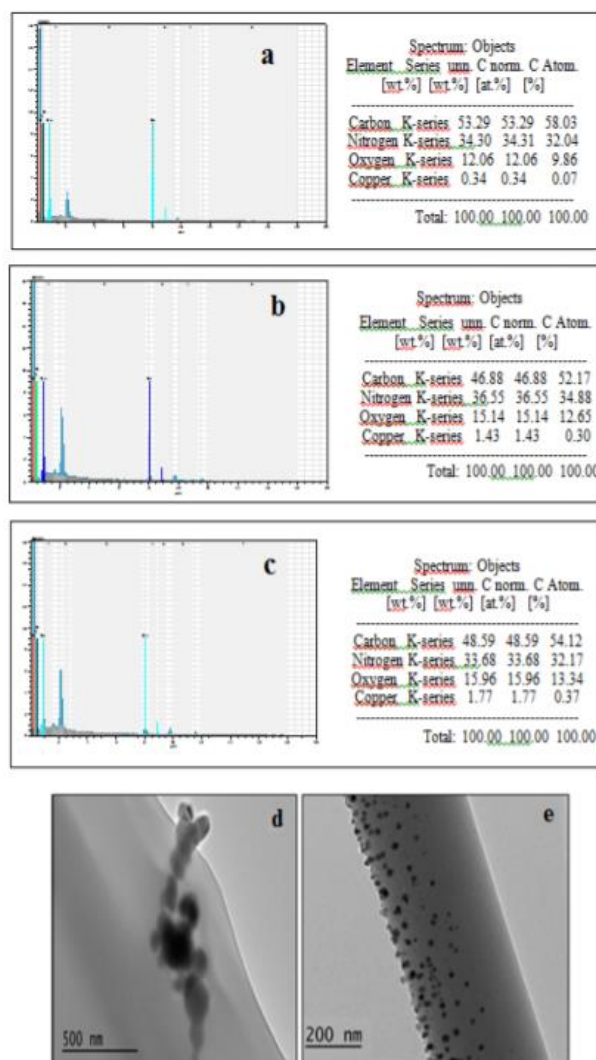 a
Spectrum: Objects
Element Series unn. C norm. C Atom.
[wt.%] [wt.%] [at.%] [%]
Carbon K-series 53.29 53.29 58.03
Nitrogen K-series 34.30 34.31 32.04
Oxygen K-series 12.06 12.06 9.86
Copper K-series 0.34 0.34 0.07
Total: 100.00 100.00 100.00
b
Spectrum: Objects
Element Series unn. C norm. C Atom.
[wt.%] [wt.%] [at.%] [%]
Carbon K-series 46.88 46.88 52.17
Nitrogen K-series 36.55 36.55 34.88
Oxygen K-series 15.14 15.14 12.65
Copper K-series 1.43 1.43 0.30
Total: 100.00 100.00 100.00
c
Spectrum: Objects
Element Series unn. C norm. C Atom.
[wt.%] [wt.%] [at.%] [%]
Carbon K-series 48.59 48.59 54.12
Nitrogen K-series 33.68 33.68 32.17
Oxygen K-series 15.96 15.96 13.34
Copper K-series 1.77 1.77 0.37
Total: 100.00 100.00 100.00
d
500 nm
e
200 nm